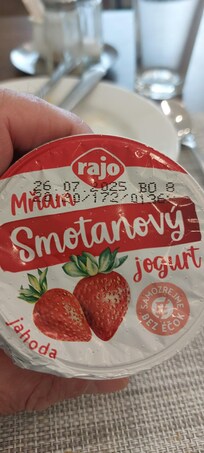 rajo
26.07.2025 BO 8
Mňam
Smotanový
jogurt
SAMOZREJME
BEZ ÉČOK
jahoda